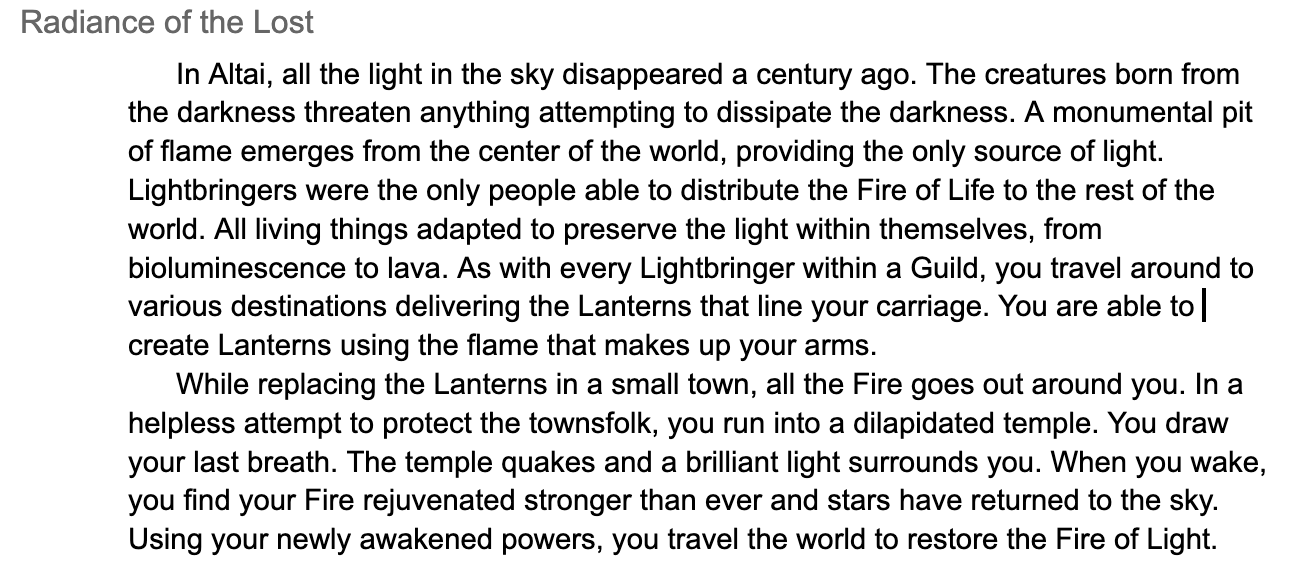 Radiance of the Lost
In Altai, all the light in the sky disappeared a century ago. The creatures born from
the darkness threaten anything attempting to dissipate the darkness. A monumental pit
of flame emerges from the center of the world, providing the only source of light.
Lightbringers were the only people able to distribute the Fire of Life to the rest of the
world. All living things adapted to preserve the light within themselves, from
bioluminescence to lava. As with every Lightbringer within a Guild, you travel around to
various destinations delivering the Lanterns that line your carriage. You are able to
create Lanterns using the flame that makes up your arms.
While replacing the Lanterns in a small town, all the Fire goes out around you. In a
helpless attempt to protect the townsfolk, you run into a dilapidated temple. You draw
your last breath. The temple quakes and a brilliant light surrounds you. When you wake,
you find your Fire rejuvenated stronger than ever and stars have returned to the sky.
Using your newly awakened powers, you travel the world to restore the Fire of Light.